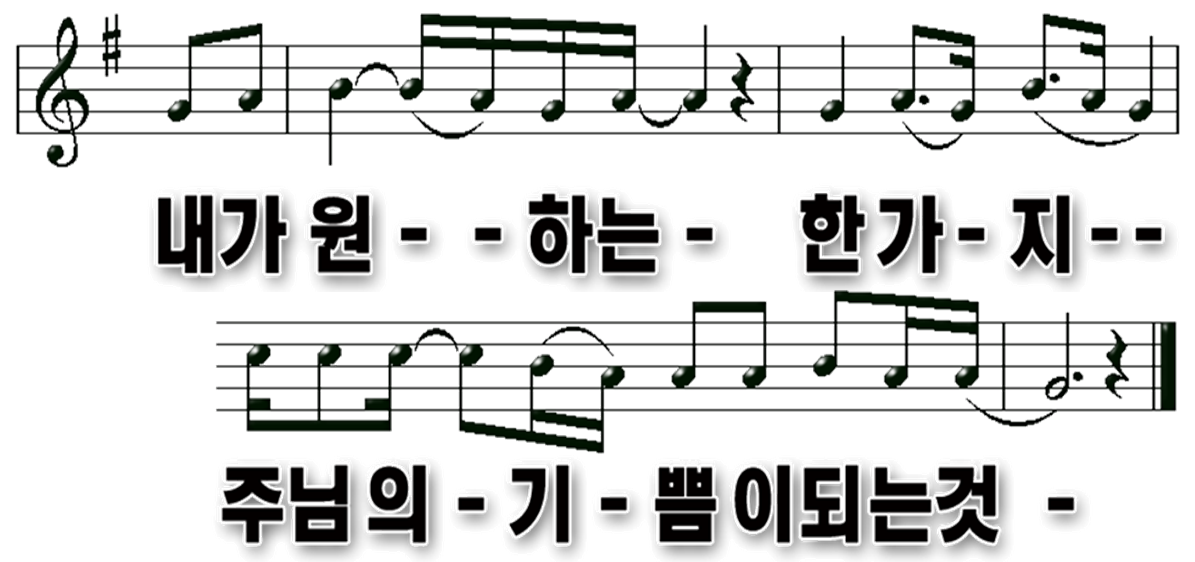 내가 원 - - 하는 - 한 가 - 지 - -
주님의 - 기 - 쁨 이되는것 -